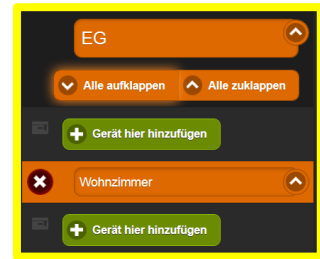 EG
Alle aufklappen Alle zuklappen
Gerät hier hinzufügen
Wohnzimmer
Gerät hier hinzufügen